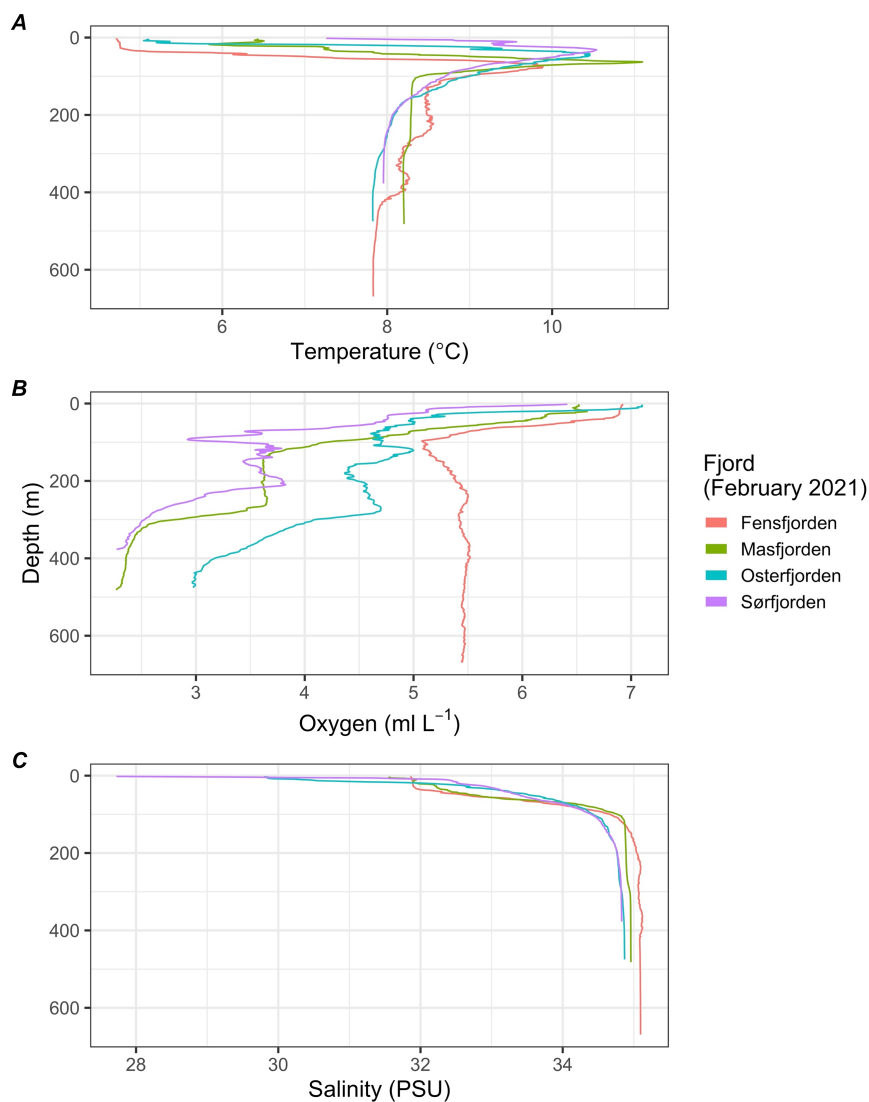 A
0
200
400
600
6
8
10
Temperature (°C)
B
0
200
400
600
3
4
5
6
7
Oxygen (ml L⁻¹)
Depth (m)
Fjord
(February 2021)
Fensfjorden
Masfjorden
Osterfjorden
Sørfjorden
C
0
200
400
600
28
30
32
34
Salinity (PSU)